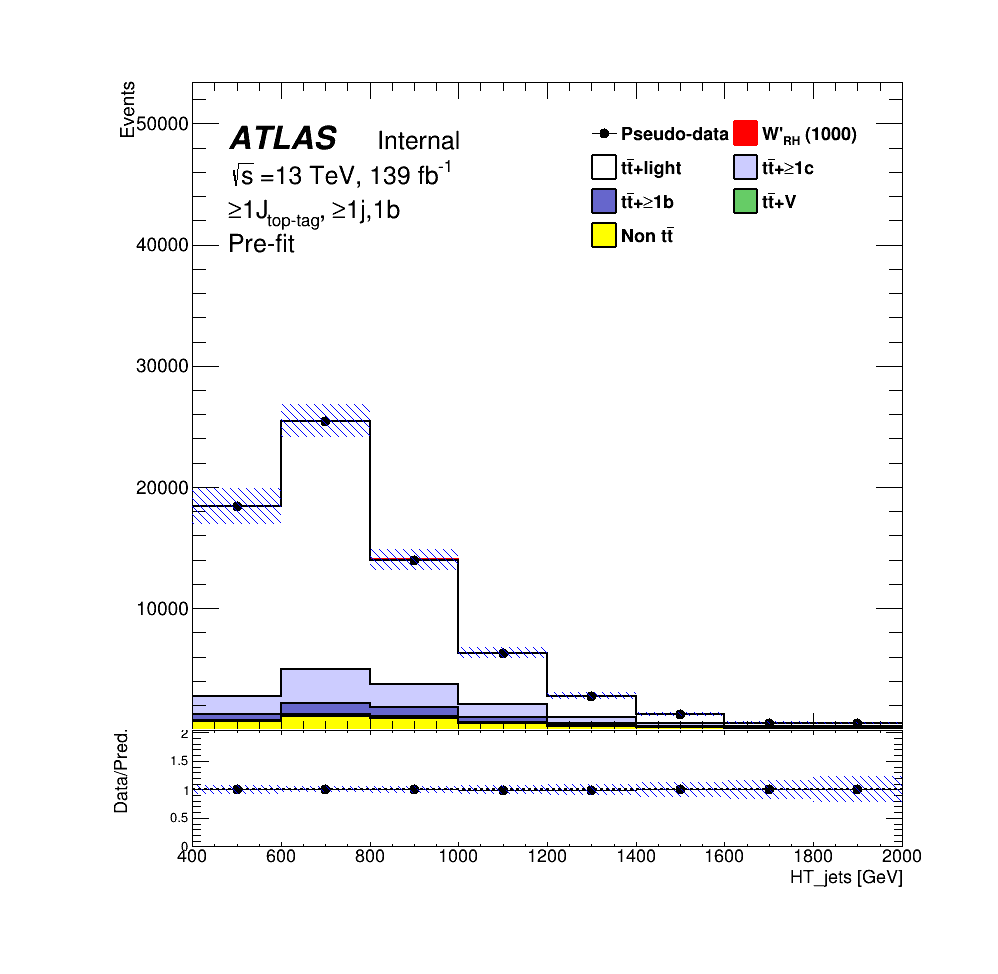 Events
50000
40000
30000
20000
10000
ATLAS Internal
√s =13 TeV, 139 fb⁻¹
≥1J_top-tag, ≥1j,1b
Pre-fit
Pseudo-data
W'_RH (1000)
tt̄+light
tt̄+≥1c
tt̄+≥1b
tt̄+V
Non tt̄
Data/Pred.
2
1.5
1
0.5
0
400 600 800 1000 1200 1400 1600 1800 2000
HT_jets [GeV]